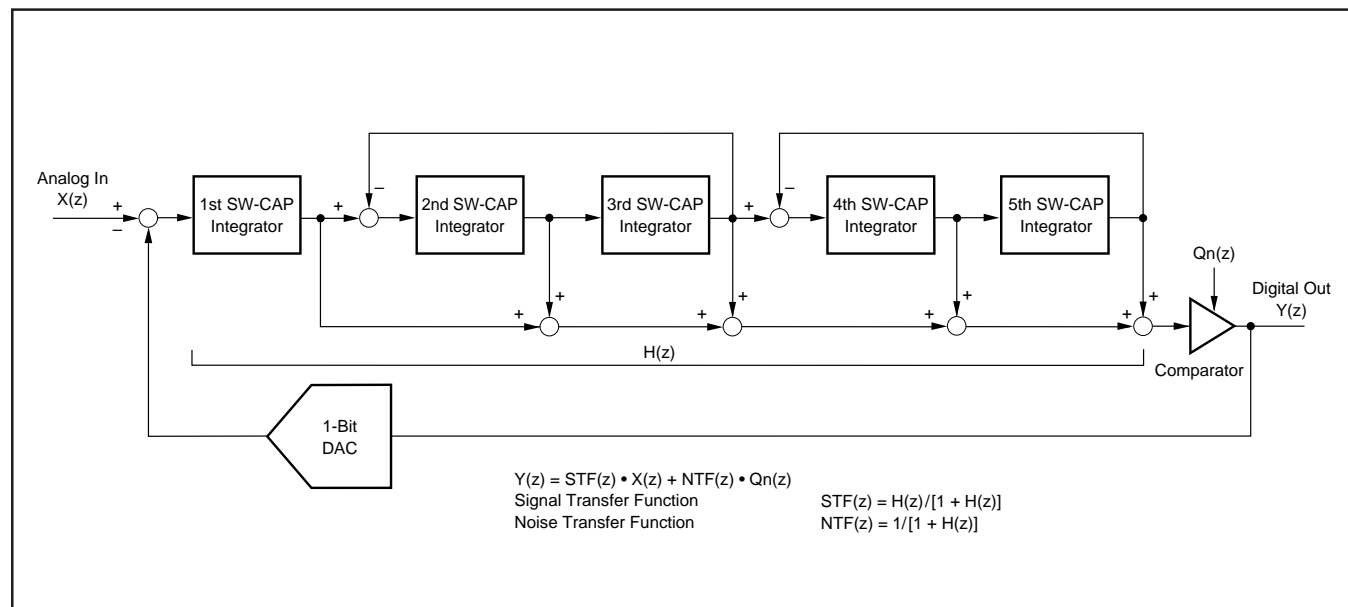 Analog In
X(z)
+
−
1st SW-CAP
Integrator
+
−
2nd SW-CAP
Integrator
3rd SW-CAP
Integrator
+
−
4th SW-CAP
Integrator
5th SW-CAP
Integrator
Qn(z)
Digital Out
Y(z)
+
+
+
+
+
+
+
+
H(z)
Comparator
1-Bit
DAC
Y(z) = STF(z) • X(z) + NTF(z) • Qn(z)
Signal Transfer Function STF(z) = H(z)/[1 + H(z)]
Noise Transfer Function NTF(z) = 1/[1 + H(z)]